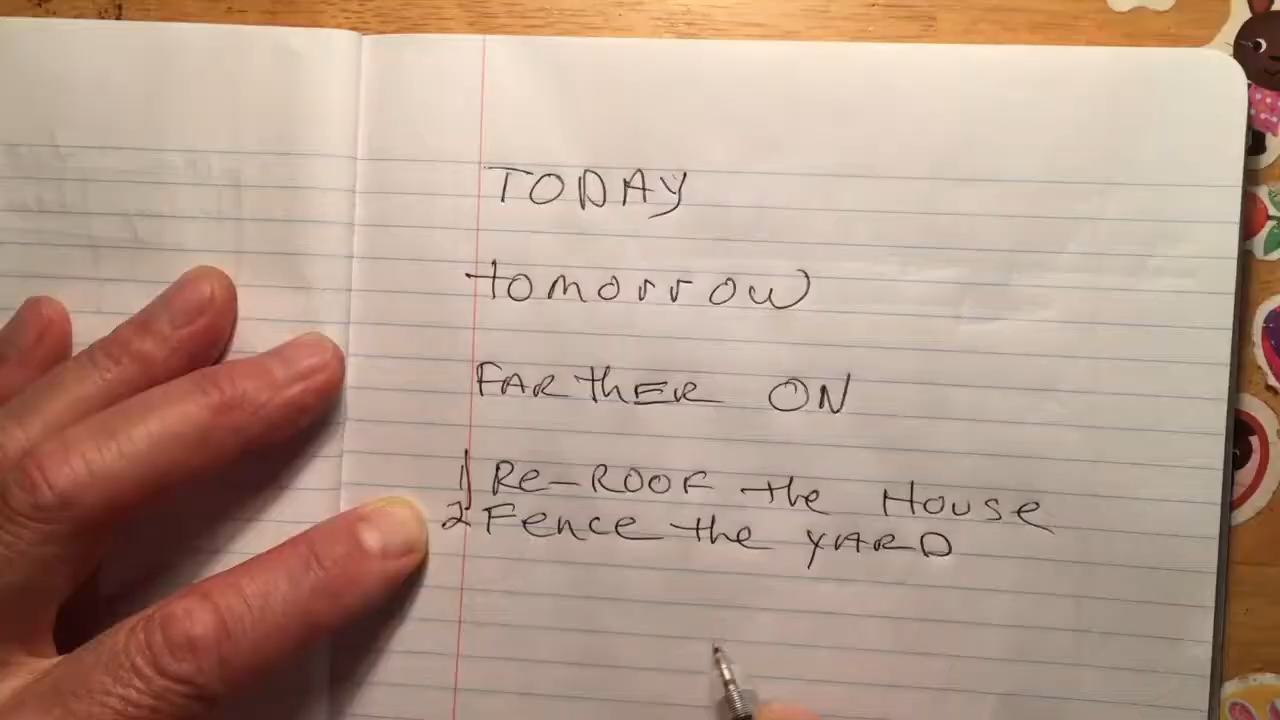 TODAY
tomorrow
FARthER ON
1) Re-ROOF the House
2 Fence the YARD